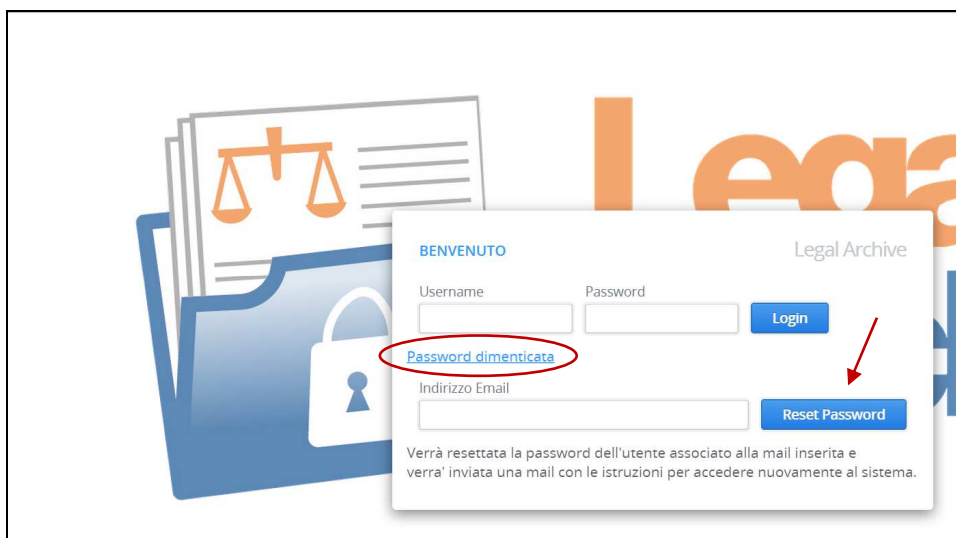 Lega
BENVENUTO Legal Archive
Username Password
Login
Password dimenticata
Indirizzo Email
Reset Password
Verrà resettata la password dell'utente associato alla mail inserita e
verra' inviata una mail con le istruzioni per accedere nuovamente al sistema.